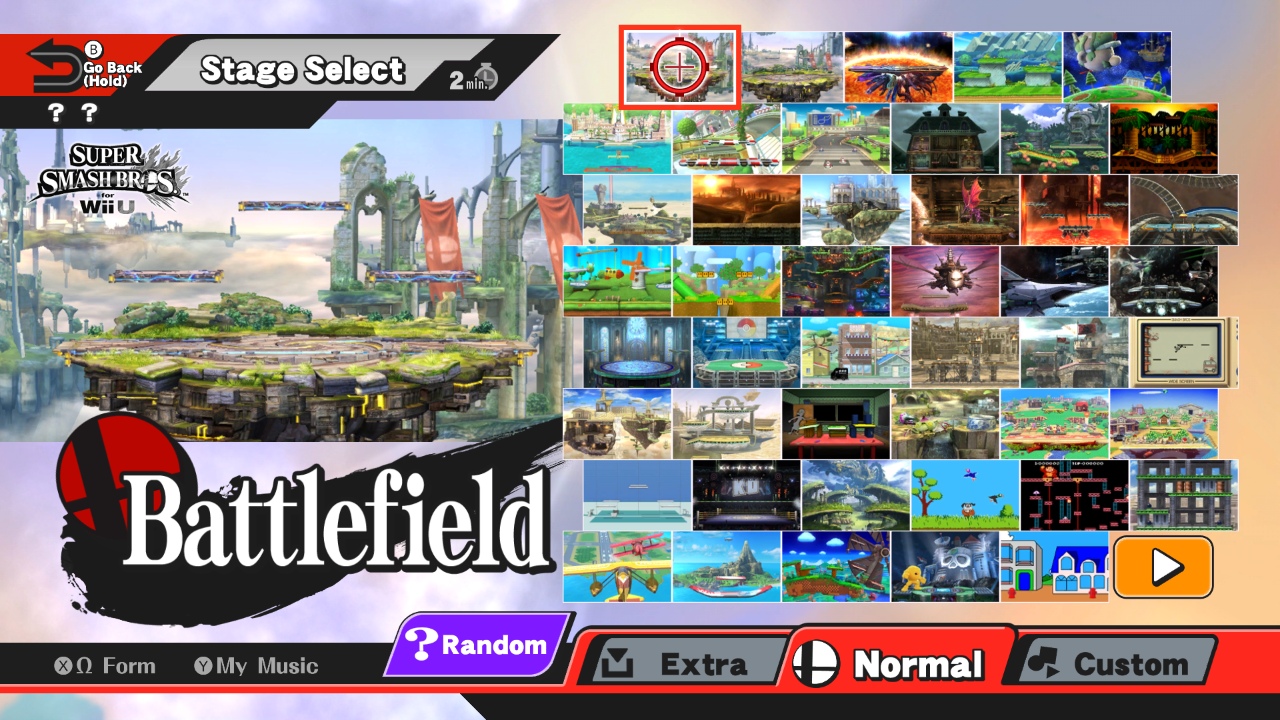 B
Go Back
(Hold)
Stage Select
2 min.
? ?
SUPER
SMASH BROS.™
for
Wii U
Battlefield
X Ω Form
Y My Music
? Random
Extra
Normal
Custom